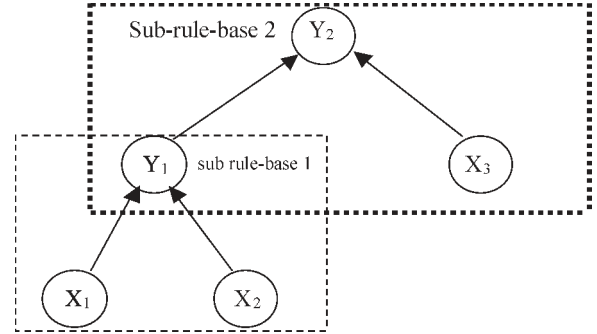 Sub-rule-base 2
Y₂
Y₁
sub rule-base 1
X₃
X₁
X₂